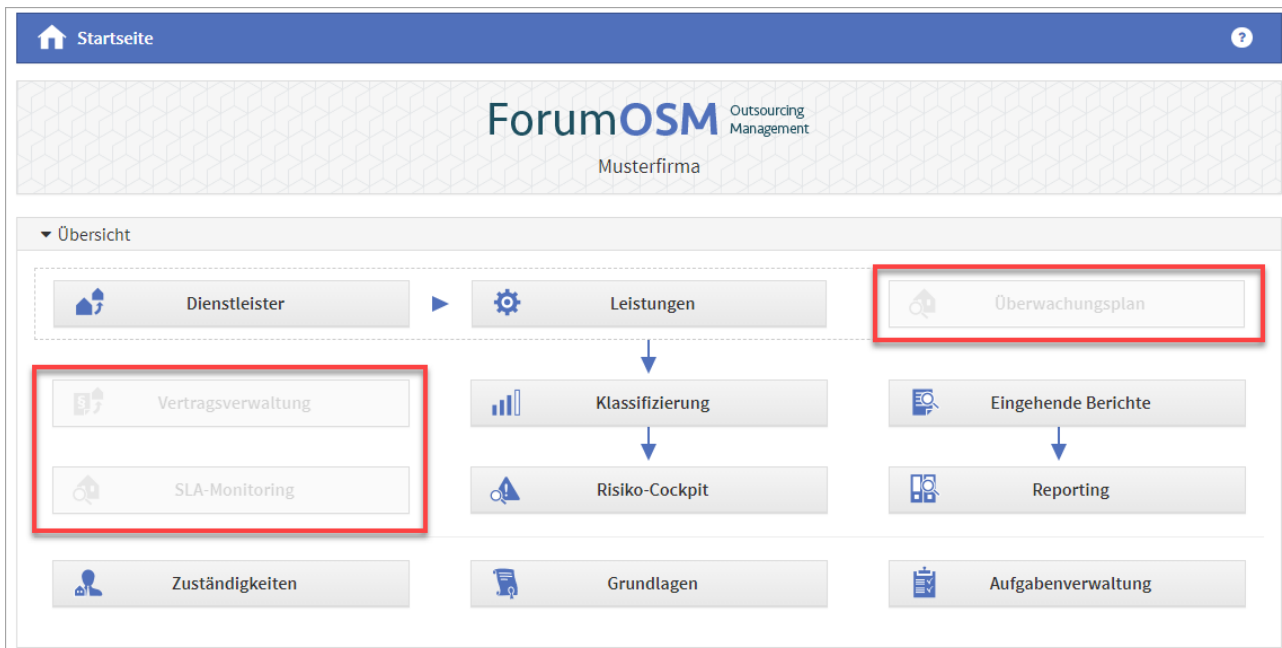 Startseite
?
ForumOSM Outsourcing
Management
Musterfirma
Übersicht
Dienstleister
Leistungen
Überwachungsplan
Vertragsverwaltung
Klassifizierung
Eingehende Berichte
SLA-Monitoring
Risiko-Cockpit
Reporting
Zuständigkeiten
Grundlagen
Aufgabenverwaltung